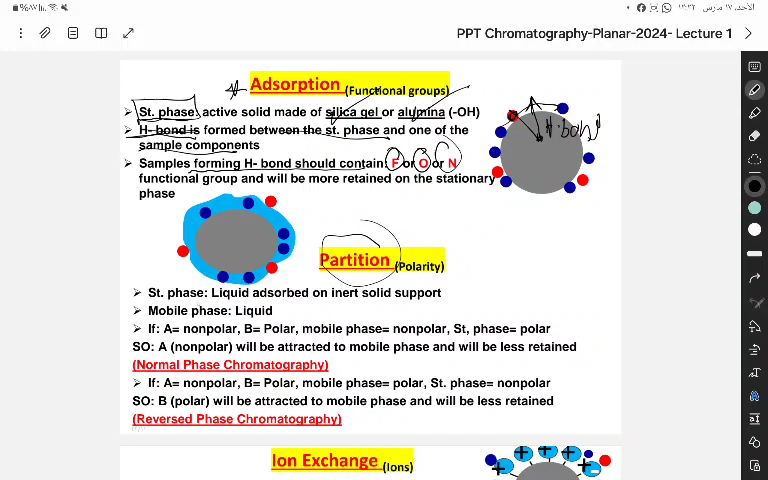 الأحد، ١٧ مارس ١٢:٢٢
PPT Chromatography-Planar-2024- Lecture 1
Adsorption (Functional groups)
➢ St. phase: active solid made of silica gel or alumina (-OH)
➢ H- bond is formed between the st. phase and one of the
sample components
➢ Samples forming H- bond should contain: F or O or N
functional group and will be more retained on the stationary
phase
H-bond
Partition (Polarity)
➢ St. phase: Liquid adsorbed on inert solid support
➢ Mobile phase: Liquid
➢ If: A= nonpolar, B= Polar, mobile phase= nonpolar, St, phase= polar
SO: A (nonpolar) will be attracted to mobile phase and will be less retained
(Normal Phase Chromatography)
➢ If: A= nonpolar, B= Polar, mobile phase= polar, St. phase= nonpolar
SO: B (polar) will be attracted to mobile phase and will be less retained
(Reversed Phase Chromatography)
Ion Exchange (Ions)